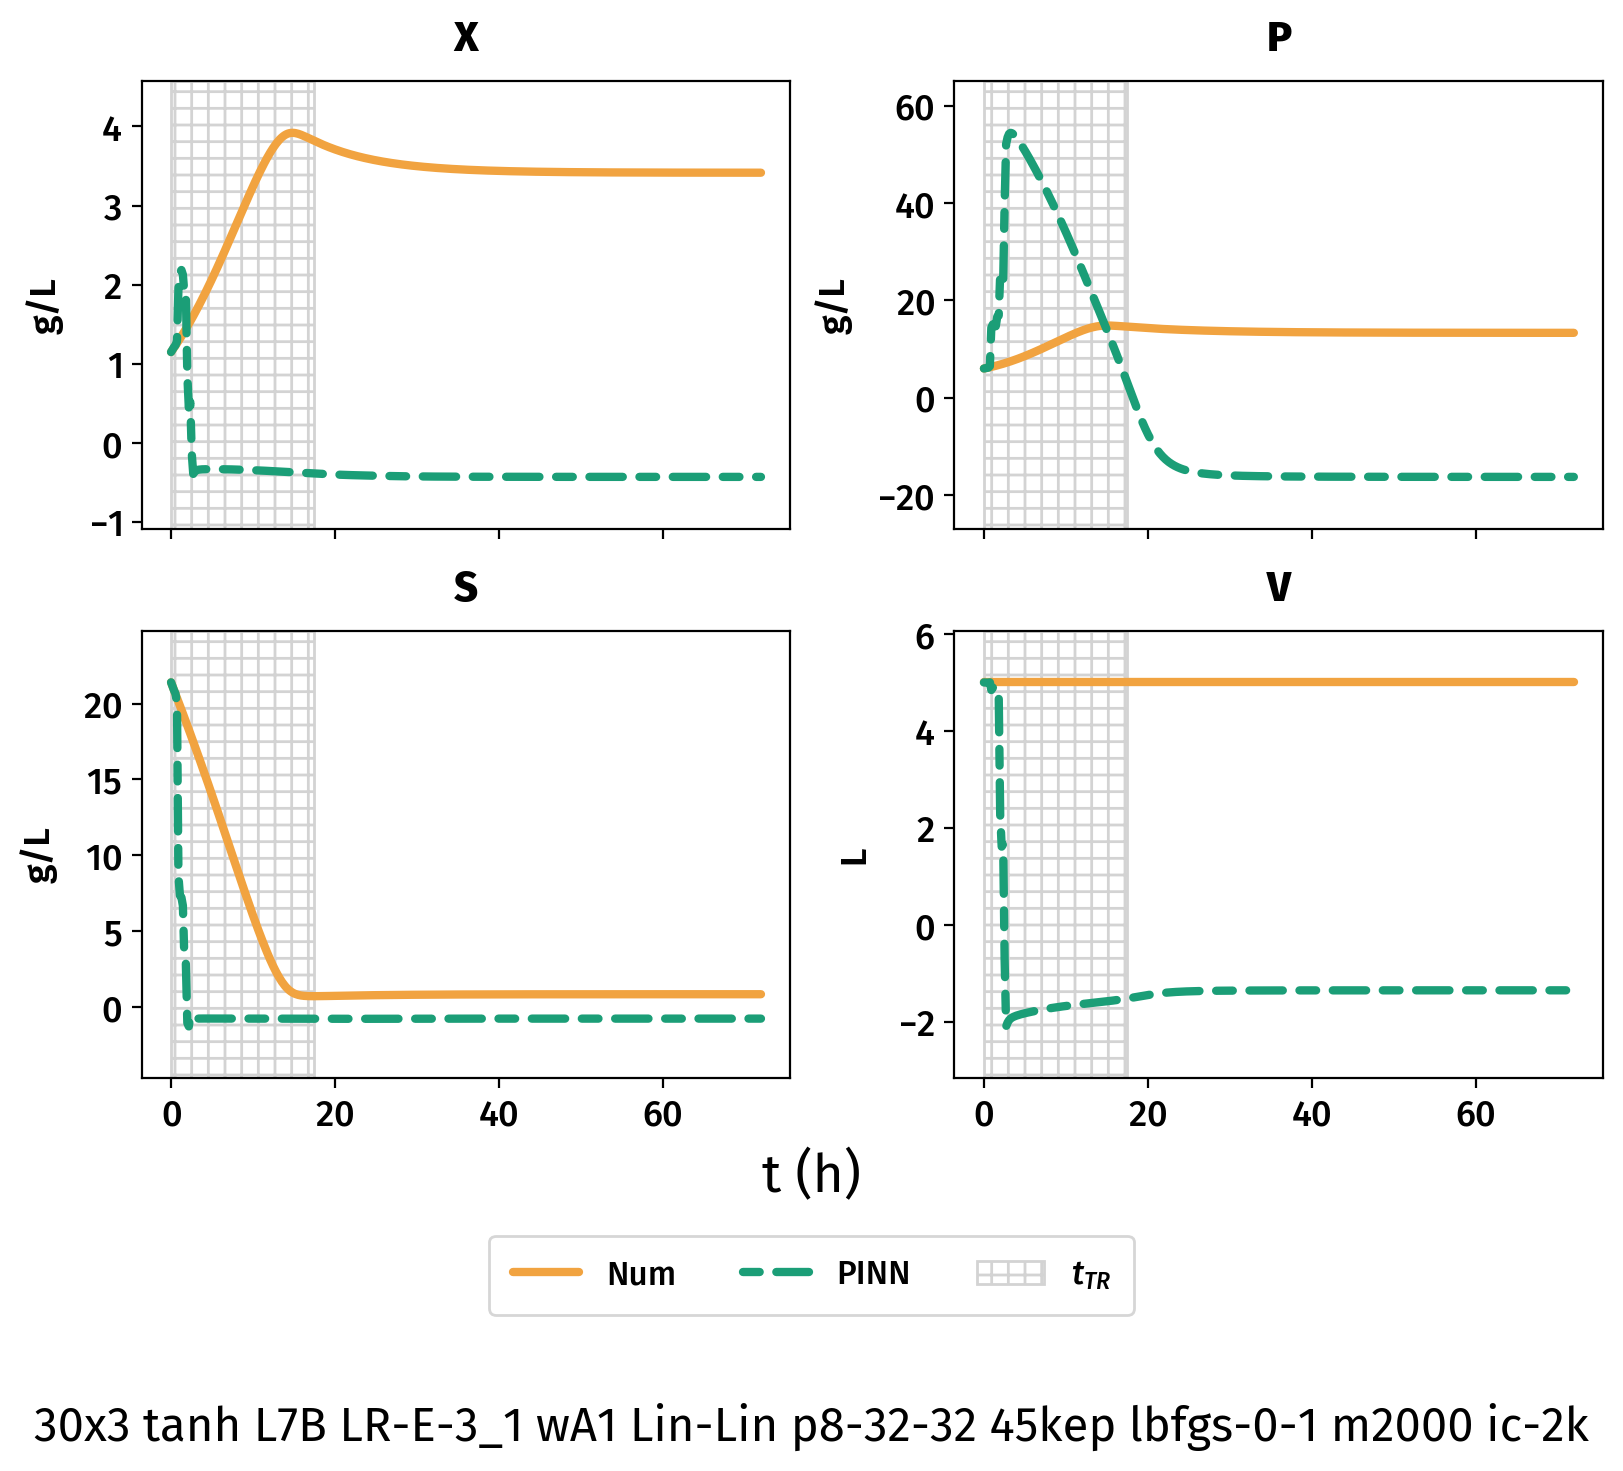 X
P
g/L
4
3
2
1
0
−1
g/L
60
40
20
0
−20
S
V
g/L
20
15
10
5
0
0 20 40 60
L
6
4
2
0
−2
0 20 40 60
t (h)
Num PINN t_TR
30x3 tanh L7B LR-E-3_1 wA1 Lin-Lin p8-32-32 45kep lbfgs-0-1 m2000 ic-2k